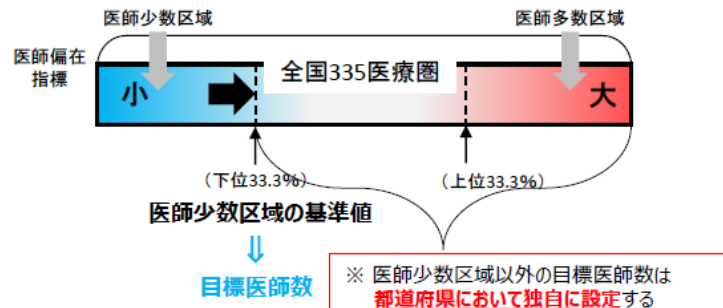 医師少数区域
医師多数区域
医師偏在
指標
全国335医療圏
小
大
（下位33.3%）
（上位33.3%）
医師少数区域の基準値
⇓
目標医師数
※ 医師少数区域以外の目標医師数は
都道府県において独自に設定する